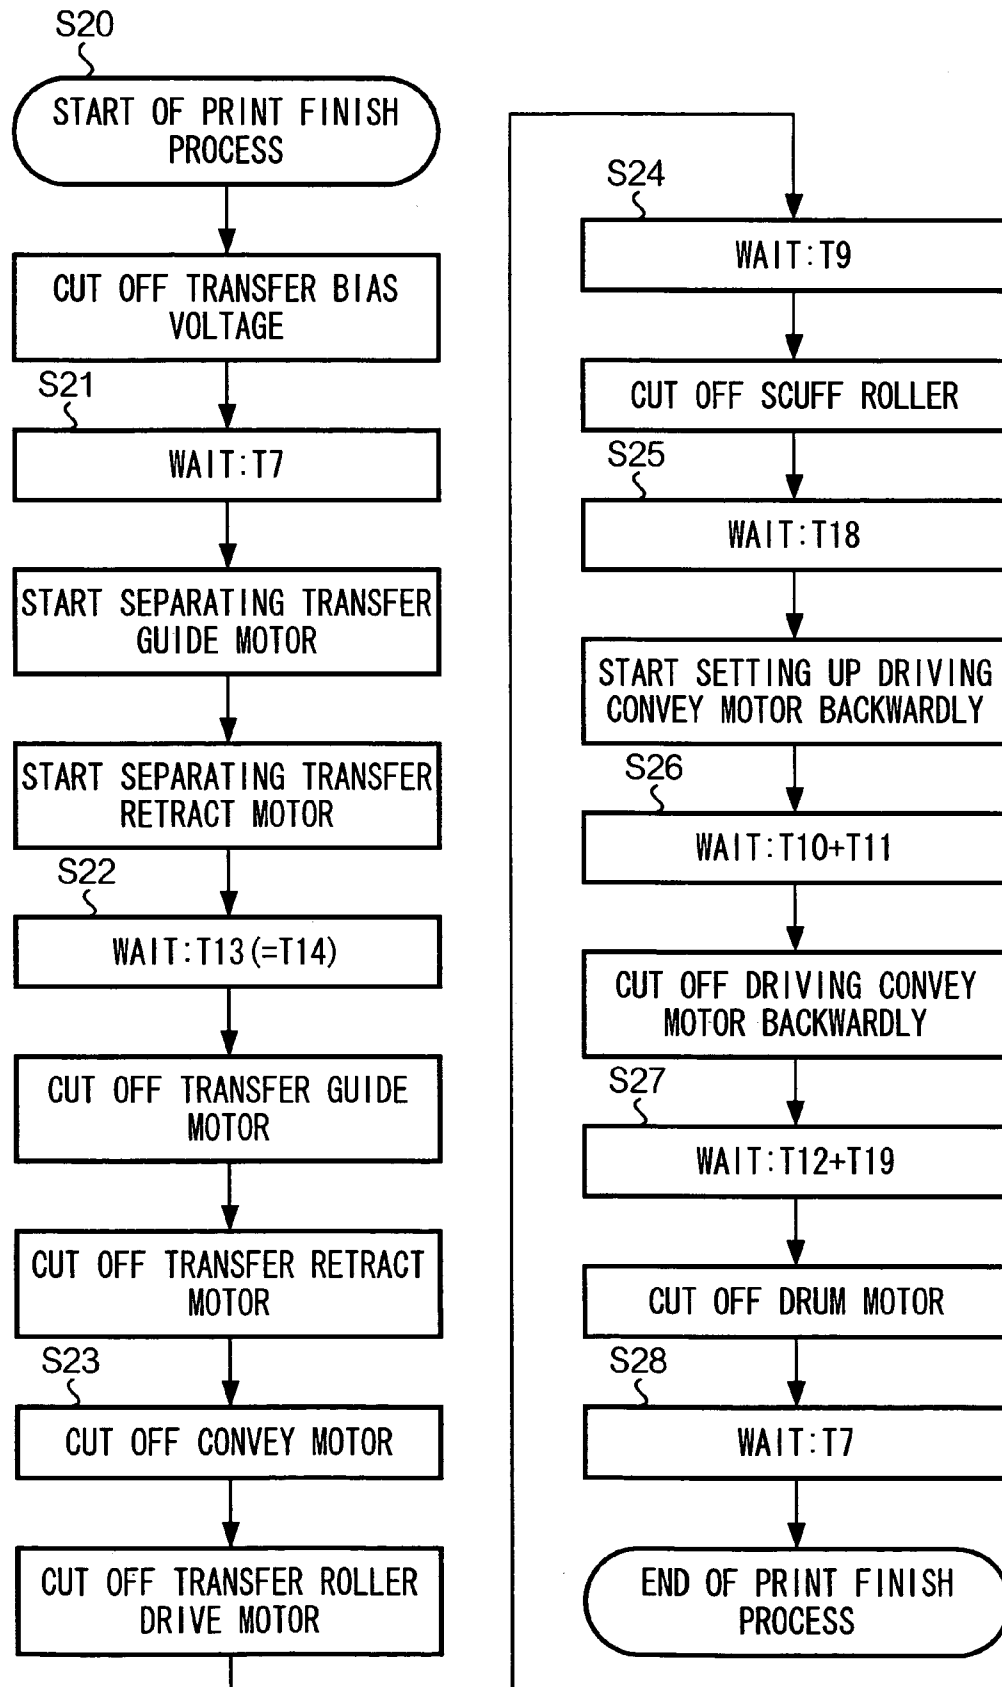 S20
START OF PRINT FINISH
PROCESS
CUT OFF TRANSFER BIAS
VOLTAGE
S21
WAIT:T7
START SEPARATING TRANSFER
GUIDE MOTOR
START SEPARATING TRANSFER
RETRACT MOTOR
S22
WAIT:T13(=T14)
CUT OFF TRANSFER GUIDE
MOTOR
CUT OFF TRANSFER RETRACT
MOTOR
S23
CUT OFF CONVEY MOTOR
CUT OFF TRANSFER ROLLER
DRIVE MOTOR
S24
WAIT:T9
CUT OFF SCUFF ROLLER
S25
WAIT:T18
START SETTING UP DRIVING
CONVEY MOTOR BACKWARDLY
S26
WAIT:T10+T11
CUT OFF DRIVING CONVEY
MOTOR BACKWARDLY
S27
WAIT:T12+T19
CUT OFF DRUM MOTOR
S28
WAIT:T7
END OF PRINT FINISH
PROCESS